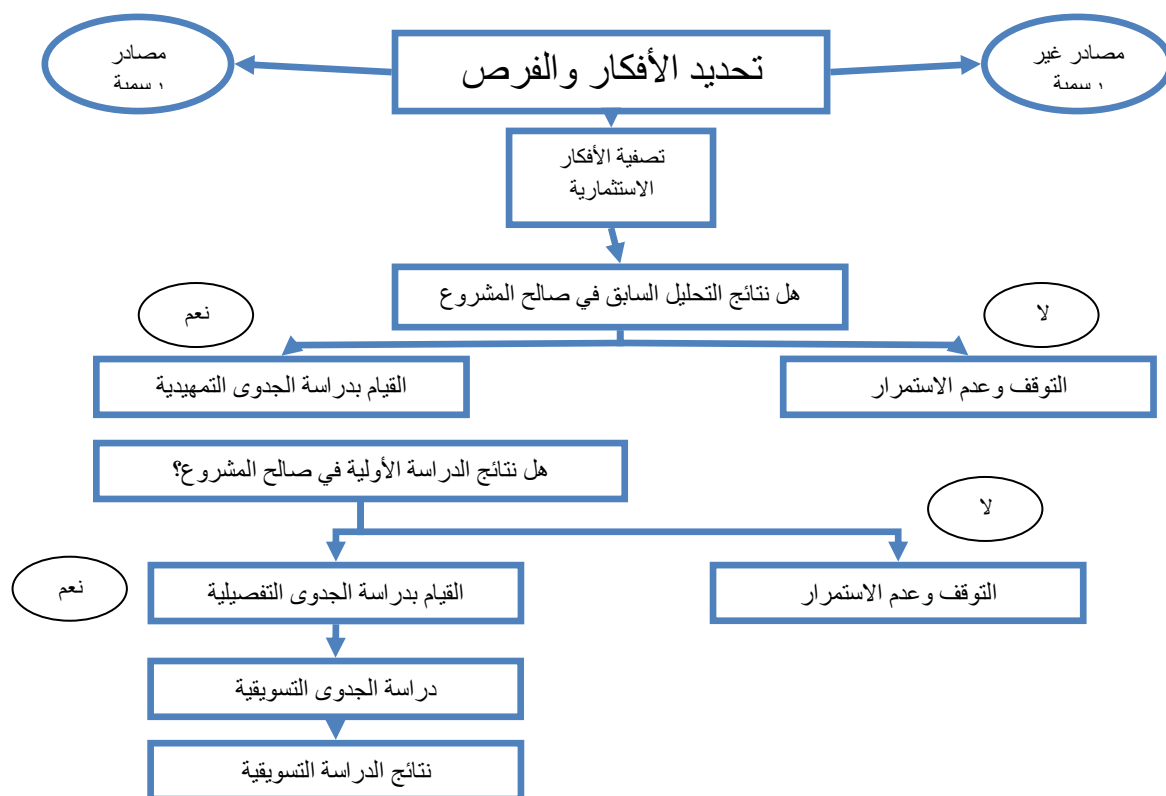 مصادر غير
رسمية
تحديد الأفكار والفرص
مصادر
رسمية
تصفية الأفكار
الاستثمارية
هل نتائج التحليل السابق في صالح المشروع
لا
نعم
التوقف وعدم الاستمرار
القيام بدراسة الجدوى التمهيدية
هل نتائج الدراسة الأولية في صالح المشروع؟
لا
نعم
التوقف وعدم الاستمرار
القيام بدراسة الجدوى التفصيلية
دراسة الجدوى التسويقية
نتائج الدراسة التسويقية